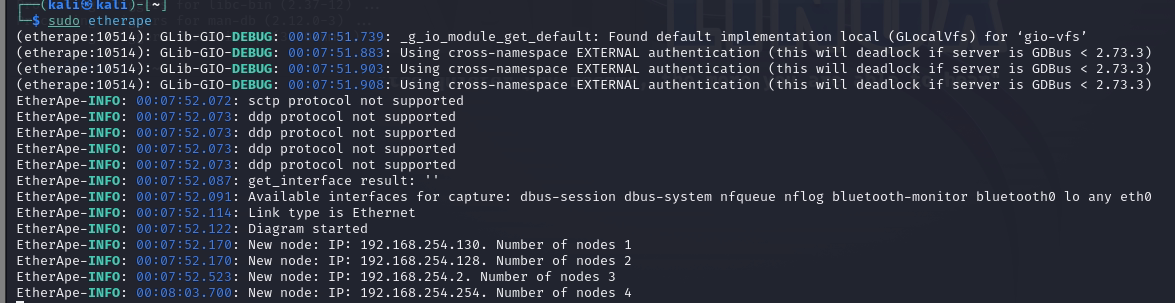 for libc-bin (2.37-12) ...
for man-db (2.12.0-3) ...
┌──(kali㉿kali)-[~]
└─$ sudo etherape
(etherape:10514): GLib-GIO-DEBUG: 00:07:51.739: _g_io_module_get_default: Found default implementation local (GLocalVfs) for ‘gio-vfs’
(etherape:10514): GLib-GIO-DEBUG: 00:07:51.883: Using cross-namespace EXTERNAL authentication (this will deadlock if server is GDBus < 2.73.3)
(etherape:10514): GLib-GIO-DEBUG: 00:07:51.903: Using cross-namespace EXTERNAL authentication (this will deadlock if server is GDBus < 2.73.3)
(etherape:10514): GLib-GIO-DEBUG: 00:07:51.908: Using cross-namespace EXTERNAL authentication (this will deadlock if server is GDBus < 2.73.3)
EtherApe-INFO: 00:07:52.072: sctp protocol not supported
EtherApe-INFO: 00:07:52.073: ddp protocol not supported
EtherApe-INFO: 00:07:52.073: ddp protocol not supported
EtherApe-INFO: 00:07:52.073: ddp protocol not supported
EtherApe-INFO: 00:07:52.073: ddp protocol not supported
EtherApe-INFO: 00:07:52.087: get_interface result: ''
EtherApe-INFO: 00:07:52.091: Available interfaces for capture: dbus-session dbus-system nfqueue nflog bluetooth-monitor bluetooth0 lo any eth0
EtherApe-INFO: 00:07:52.114: Link type is Ethernet
EtherApe-INFO: 00:07:52.122: Diagram started
EtherApe-INFO: 00:07:52.170: New node: IP: 192.168.254.130. Number of nodes 1
EtherApe-INFO: 00:07:52.170: New node: IP: 192.168.254.128. Number of nodes 2
EtherApe-INFO: 00:07:52.523: New node: IP: 192.168.254.2. Number of nodes 3
EtherApe-INFO: 00:08:03.700: New node: IP: 192.168.254.254. Number of nodes 4